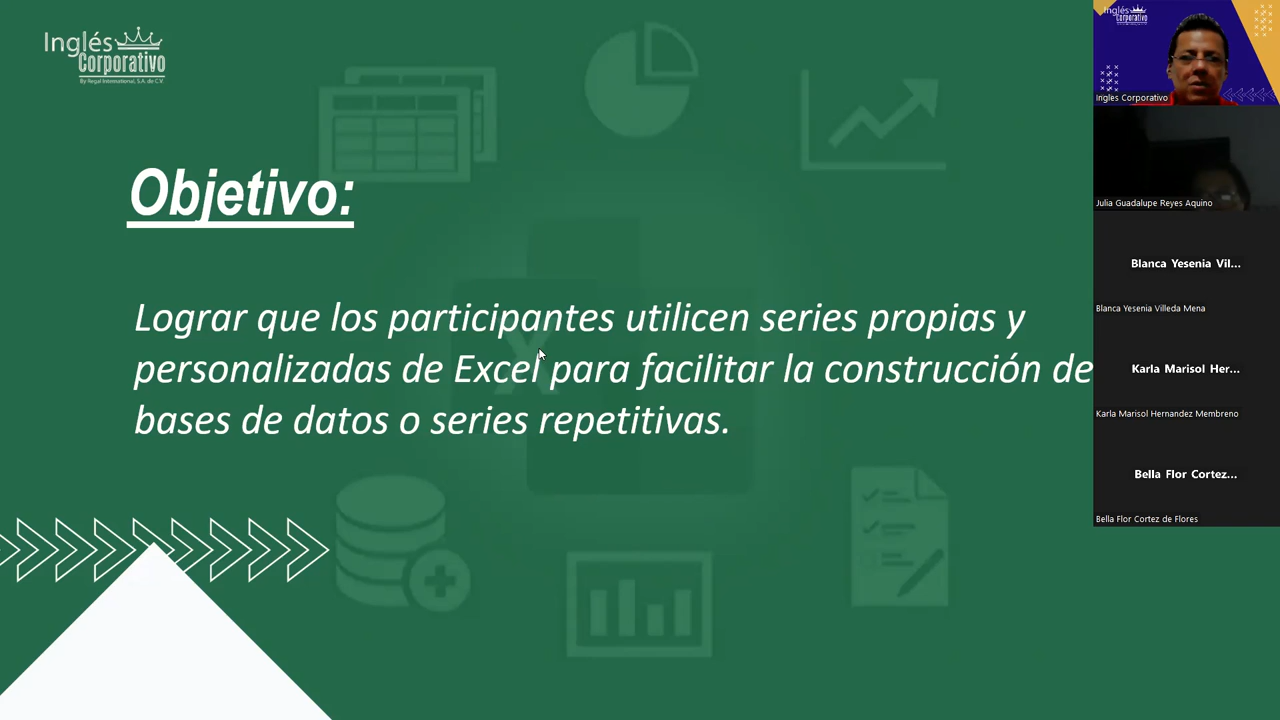 Inglés
Corporativo
By Regal International, S.A. de C.V.
Objetivo:
Lograr que los participantes utilicen series propias y
personalizadas de Excel para facilitar la construcción de
bases de datos o series repetitivas.
Inglés
Corporativo
Ingles Corporativo
Julia Guadalupe Reyes Aquino
Blanca Yesenia Vil...
Blanca Yesenia Villeda Mena
Karla Marisol Her...
Karla Marisol Hernandez Membreno
Bella Flor Cortez...
Bella Flor Cortez de Flores